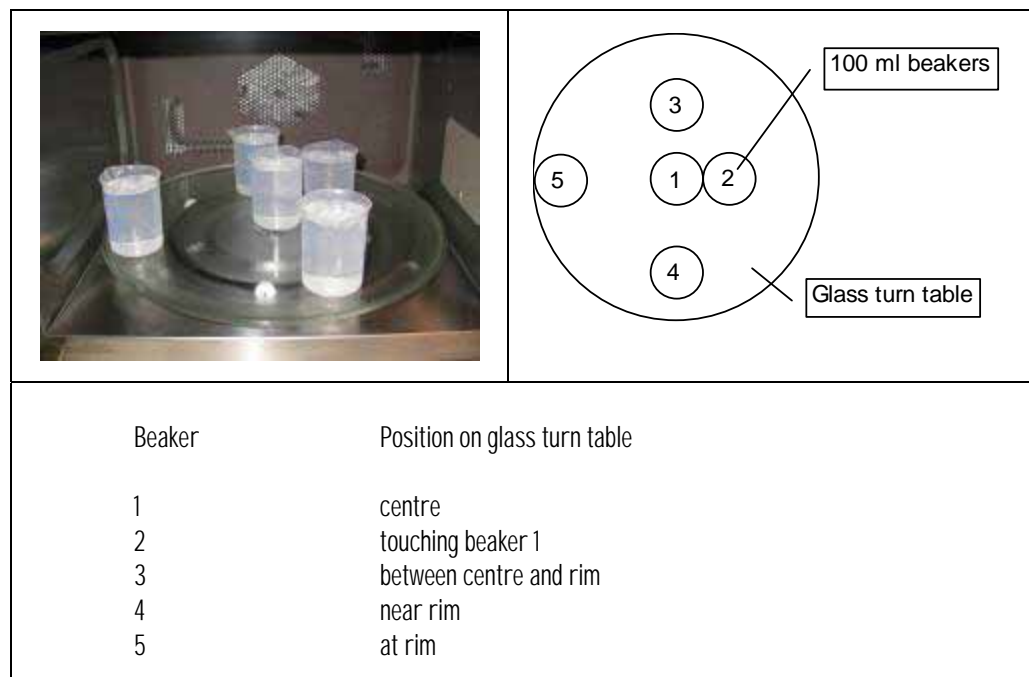 100 ml beakers
3
5
1
2
4
Glass turn table
Beaker Position on glass turn table
1 centre
2 touching beaker 1
3 between centre and rim
4 near rim
5 at rim